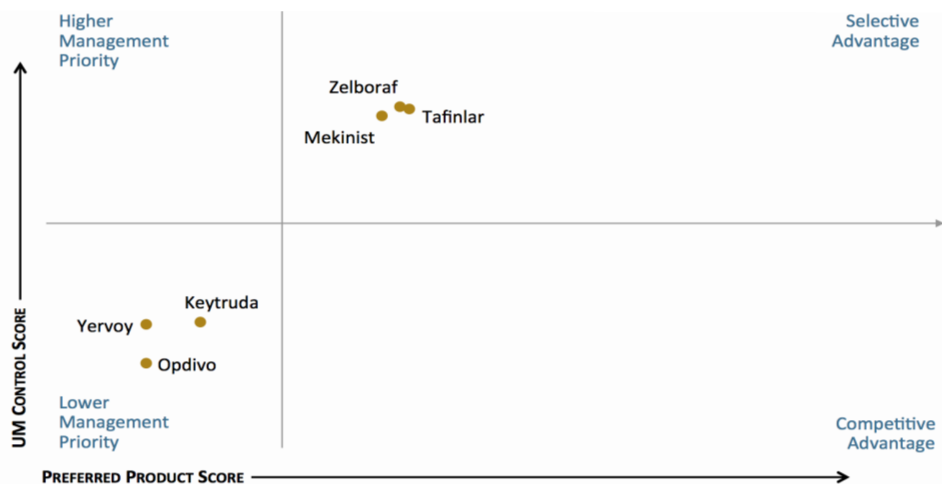 Higher
Management
Priority
Selective
Advantage
Zelboraf
Tafinlar
Mekinist
Keytruda
Yervoy
Opdivo
Lower
Management
Priority
Competitive
Advantage
UM CONTROL SCORE
PREFERRED PRODUCT SCORE